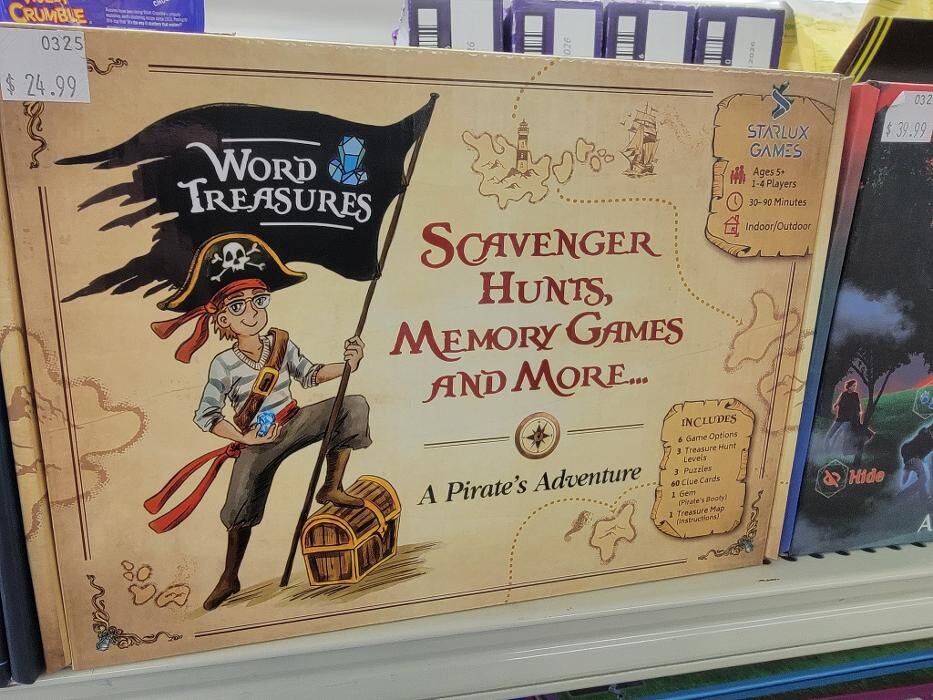 CRUMBLE
0325
$ 24.99
WORD
TREASURES
SCAVENGER
HUNTS,
MEMORY GAMES
AND MORE...
A Pirate's Adventure
STARLUX
GAMES
Ages 5+
1-4 Players
30-90 Minutes
Indoor/Outdoor
INCLUDES
6 Game Options
3 Treasure Hunt
Levels
3 Puzzles
60 Clue Cards
1 Gem
(Pirate's Booty)
1 Treasure Map
(Instructions)
032
$ 39.99
Hide
A